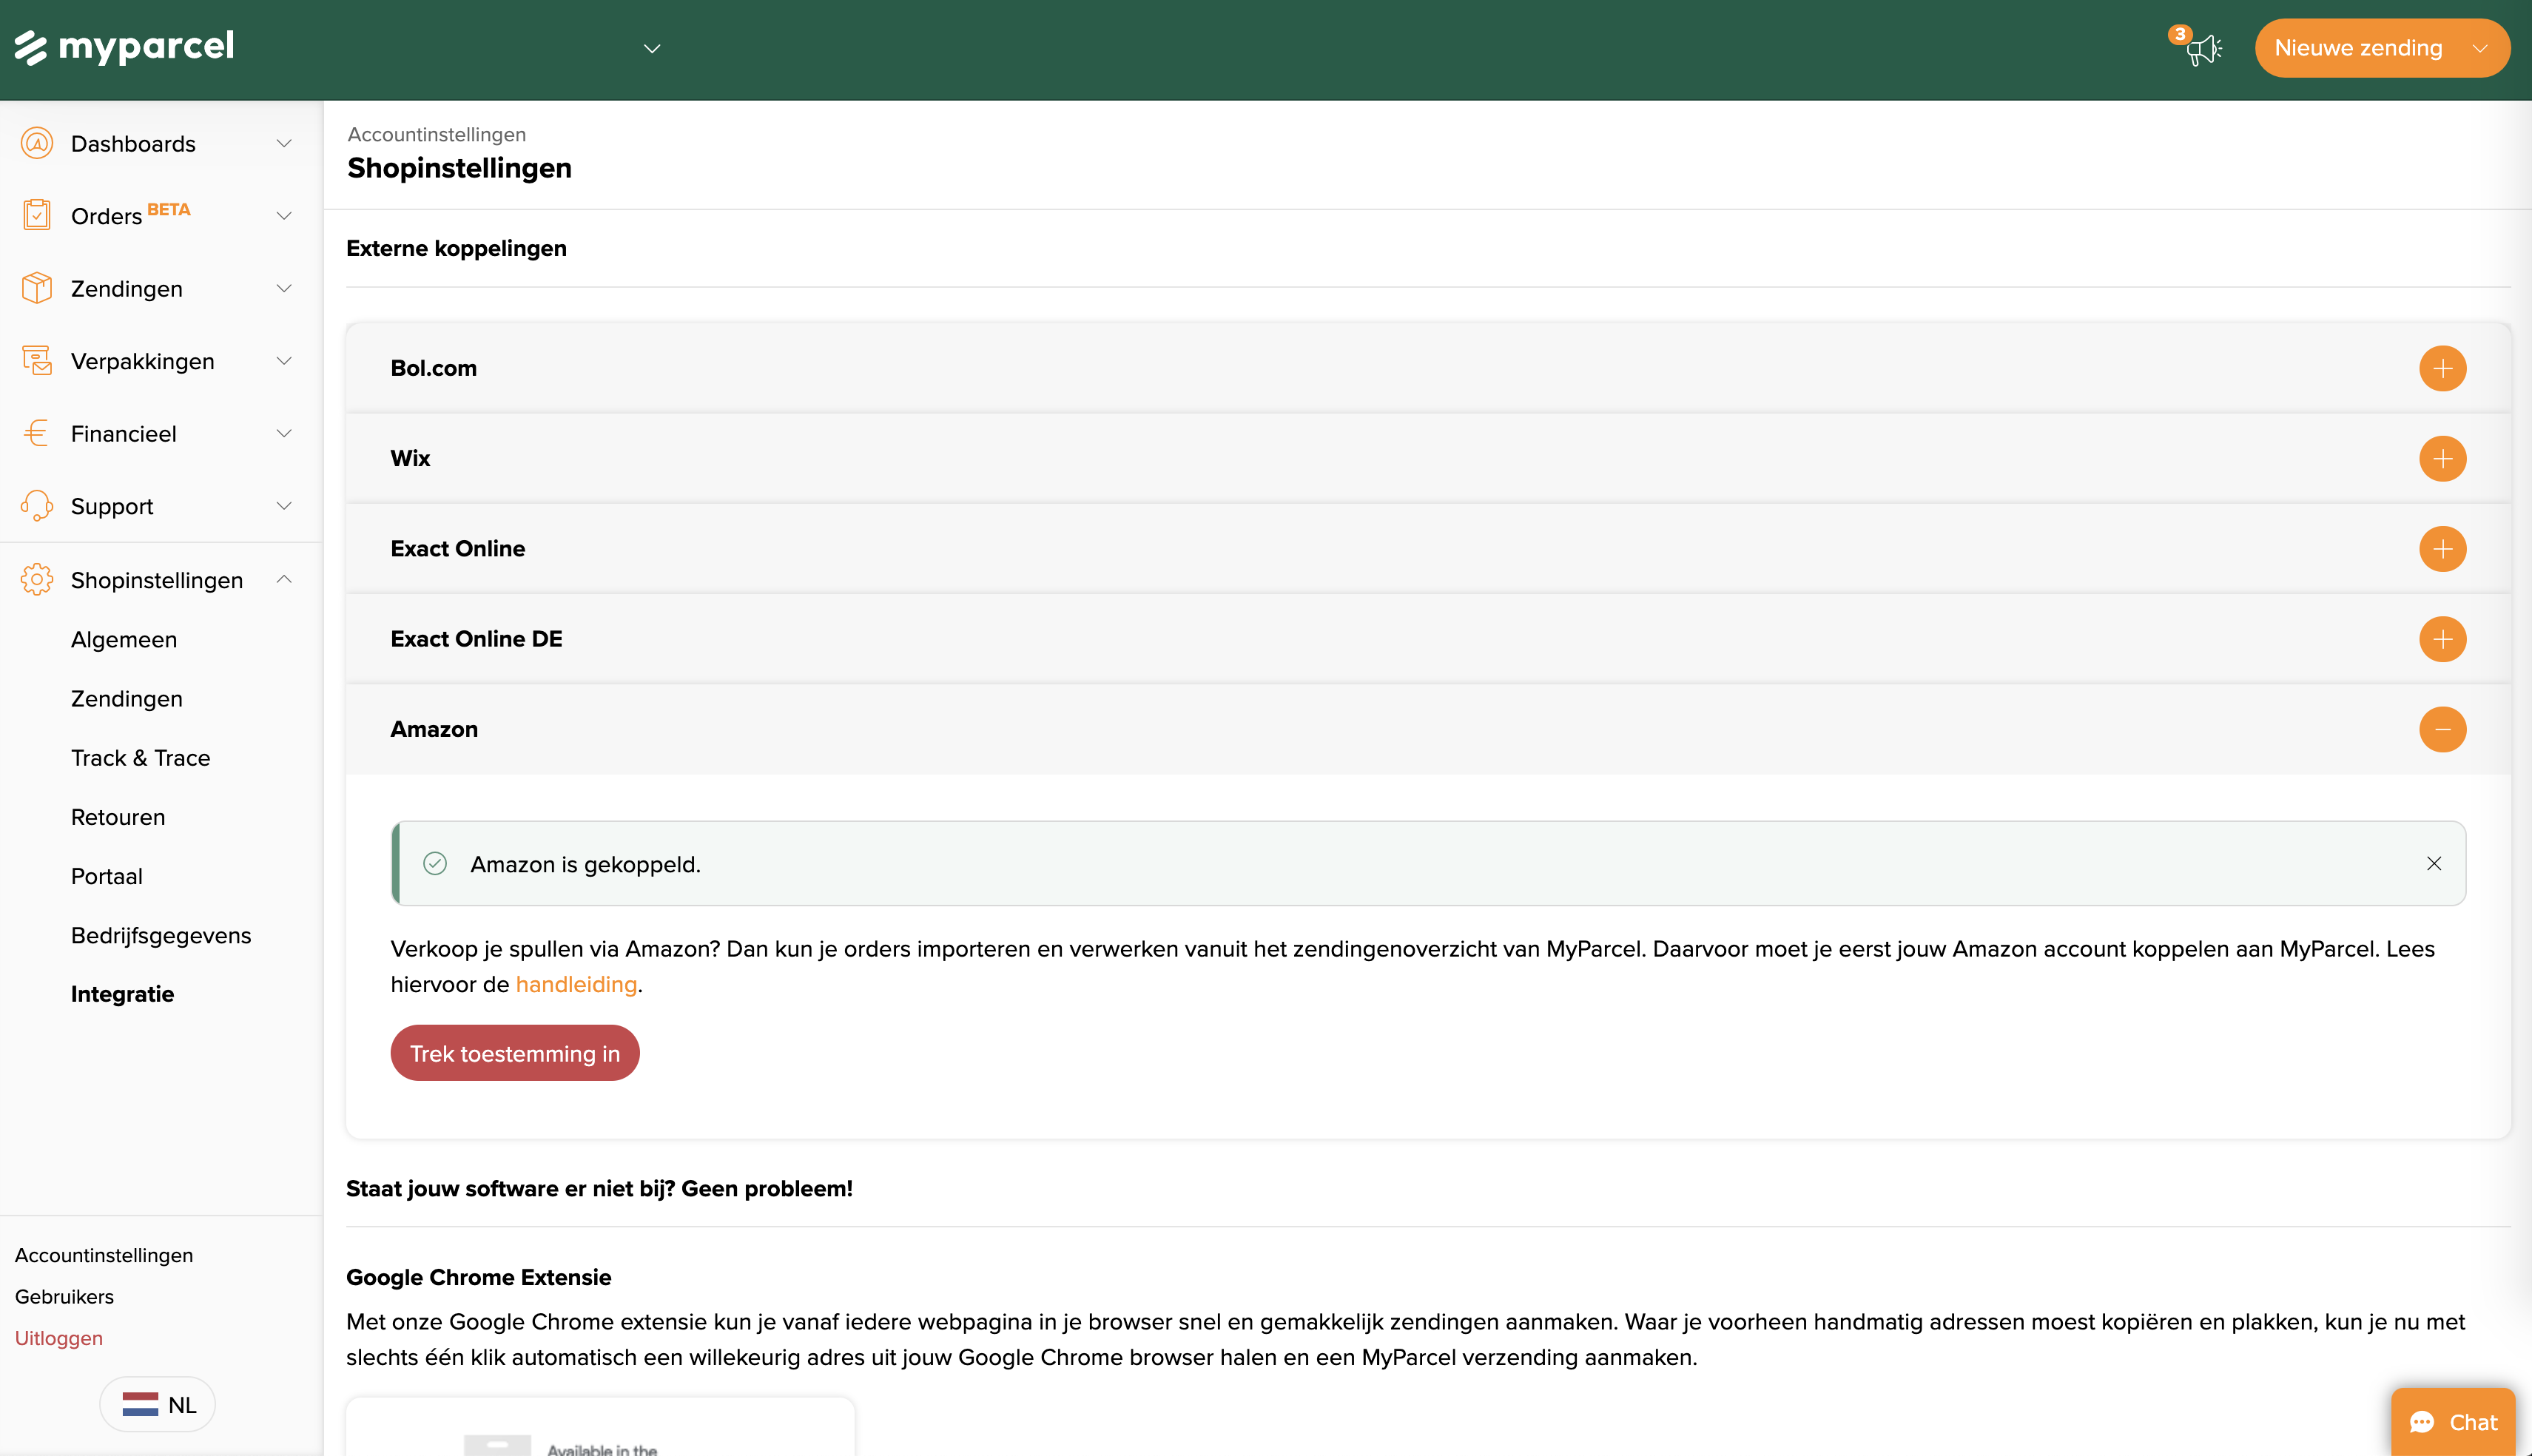 myparcel
3
Nieuwe zending
Dashboards
Orders BETA
Zendingen
Verpakkingen
Financieel
Support
Shopinstellingen
Algemeen
Zendingen
Track & Trace
Retouren
Portaal
Bedrijfsgegevens
Integratie
Accountinstellingen
Gebruikers
Uitloggen
NL
Accountinstellingen
Shopinstellingen
Externe koppelingen
Bol.com
Wix
Exact Online
Exact Online DE
Amazon
Amazon is gekoppeld.
Verkoop je spullen via Amazon? Dan kun je orders importeren en verwerken vanuit het zendingenoverzicht van MyParcel. Daarvoor moet je eerst jouw Amazon account koppelen aan MyParcel. Lees
hiervoor de handleiding.
Trek toestemming in
Staat jouw software er niet bij? Geen probleem!
Google Chrome Extensie
Met onze Google Chrome extensie kun je vanaf iedere webpagina in je browser snel en gemakkelijk zendingen aanmaken. Waar je voorheen handmatig adressen moest kopiëren en plakken, kun je nu met
slechts één klik automatisch een willekeurig adres uit jouw Google Chrome browser halen en een MyParcel verzending aanmaken.
Available in the
Chat